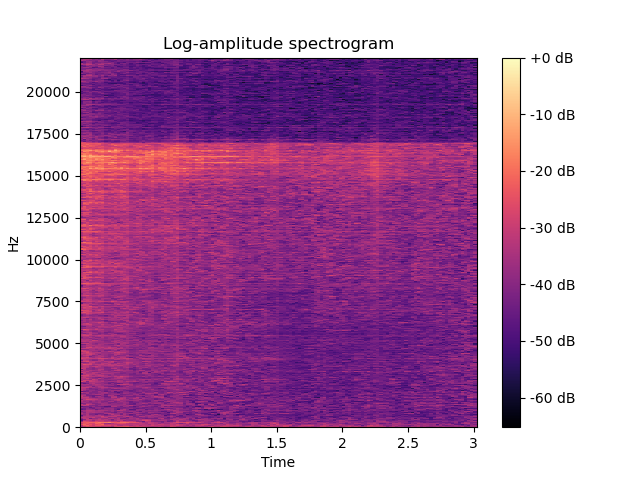 Log-amplitude spectrogram
Hz
20000
17500
15000
12500
10000
7500
5000
2500
0
0 0.5 1 1.5 2 2.5 3
Time
+0 dB
-10 dB
-20 dB
-30 dB
-40 dB
-50 dB
-60 dB